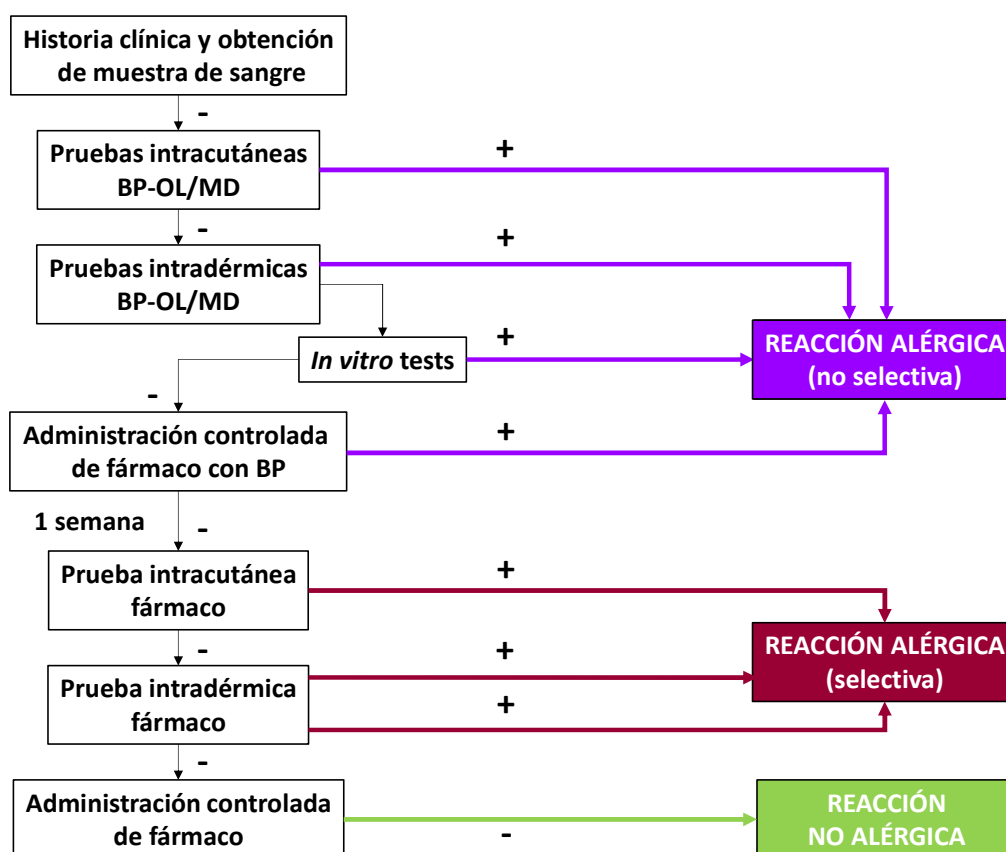 Historia clínica y obtención
de muestra de sangre
-
Pruebas intracutáneas
BP-OL/MD
+
-
Pruebas intradérmicas
BP-OL/MD
+
In vitro tests
+
REACCIÓN ALÉRGICA
(no selectiva)
-
Administración controlada
de fármaco con BP
+
1 semana
-
Prueba intracutánea
fármaco
+
-
Prueba intradérmica
fármaco
+
+
REACCIÓN ALÉRGICA
(selectiva)
-
Administración controlada
de fármaco
-
REACCIÓN
NO ALÉRGICA